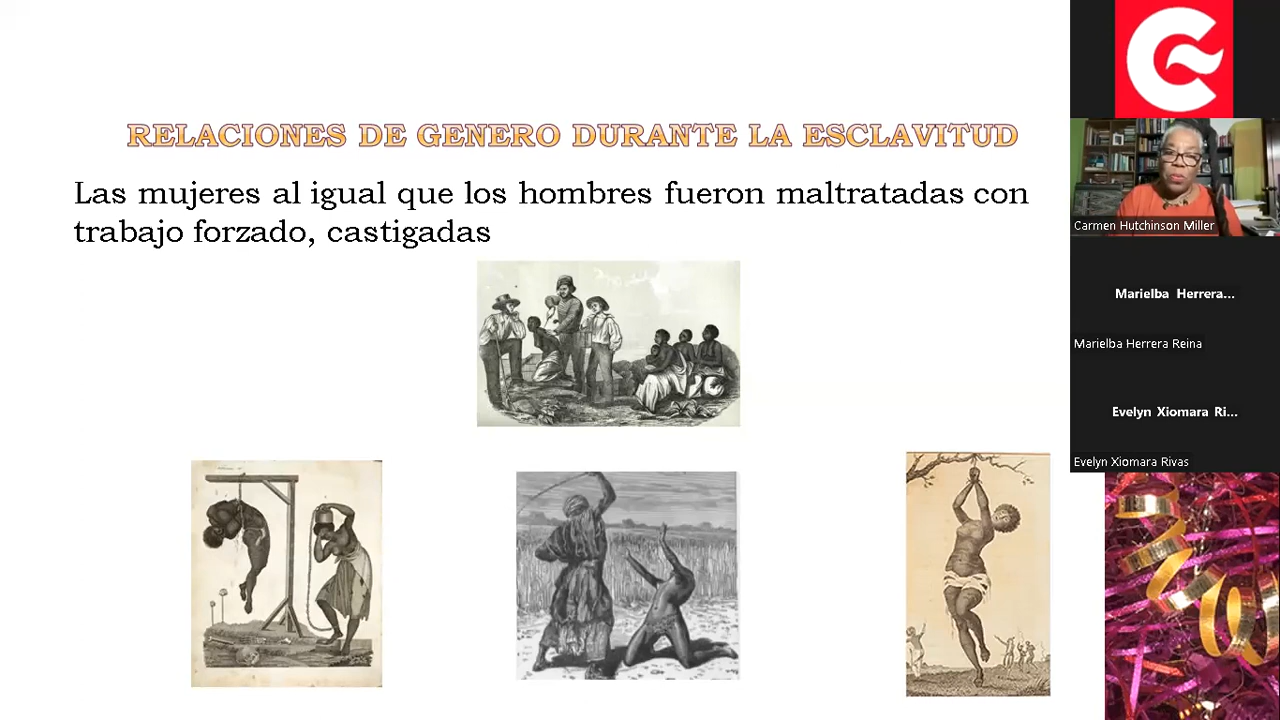 RELACIONES DE GENERO DURANTE LA ESCLAVITUD
Las mujeres al igual que los hombres fueron maltratadas con
trabajo forzado, castigadas
Carmen Hutchinson Miller
Marielba Herrera...
Marielba Herrera Reina
Evelyn Xiomara Ri...
Evelyn Xiomara Rivas